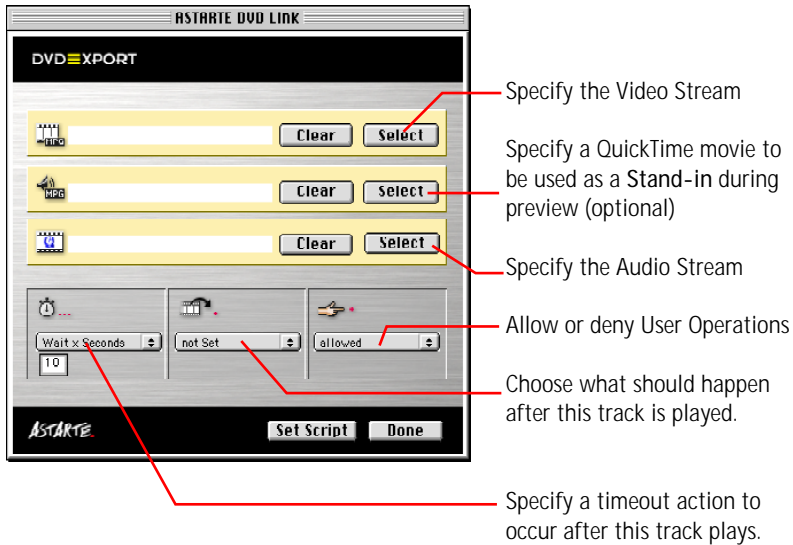 ASTARTE DVD LINK
DVD EXPORT
Clear
Select
MPG
Clear
Select
Clear
Select
Wait x Seconds
not Set
allowed
10
ASTARTE
Set Script
Done
Specify the Video Stream
Specify a QuickTime movie to
be used as a Stand-in during
preview (optional)
Specify the Audio Stream
Allow or deny User Operations
Choose what should happen
after this track is played.
Specify a timeout action to
occur after this track plays.